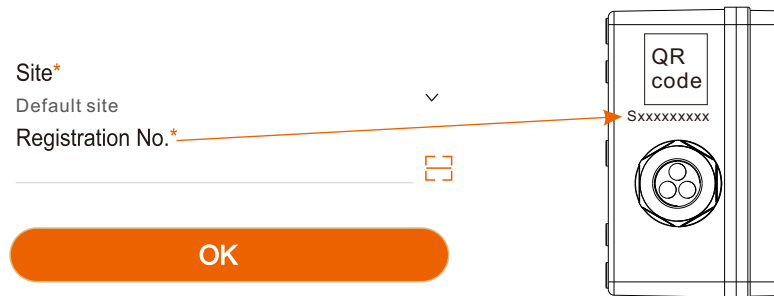 Site*
Default site
Registration No.*
OK
QR
code
Sxxxxxxxxx